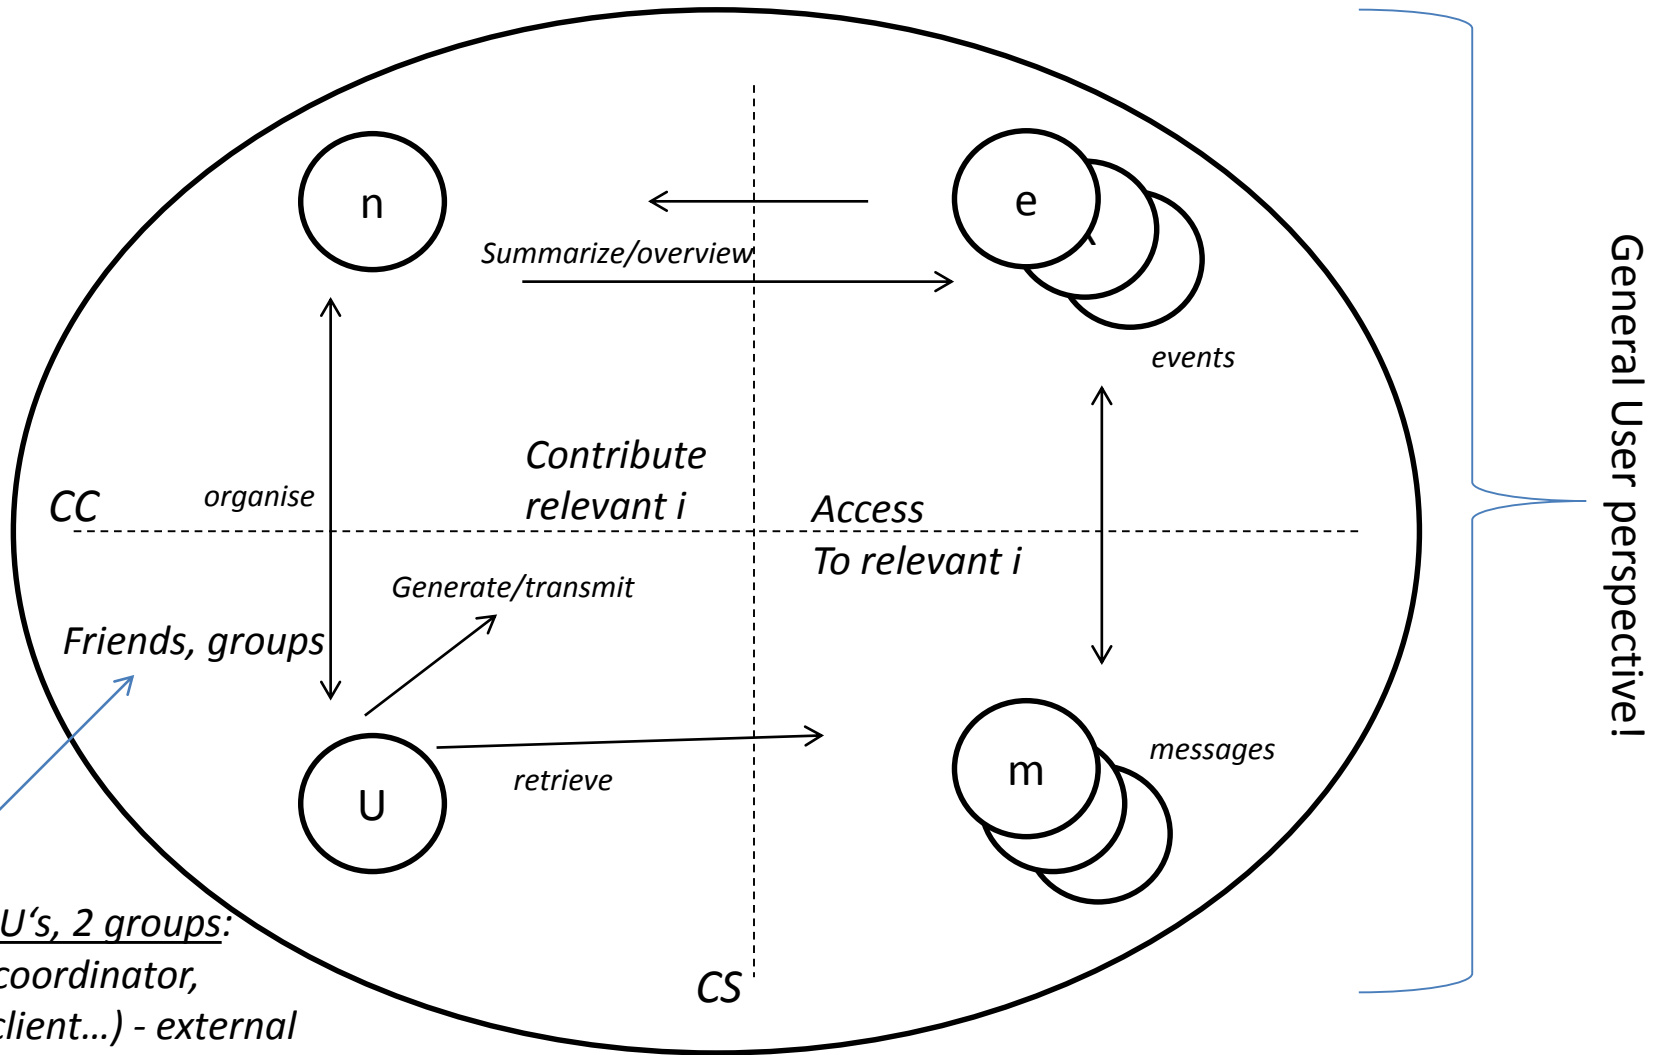 n
e
Summarize/overview
events
General User perspective!
Contribute
relevant i
CC
organise
Access
To relevant i
Generate/transmit
Friends, groups
retrieve
messages
U
m
U‘s, 2 groups:
coordinator,
CS
client...) - external